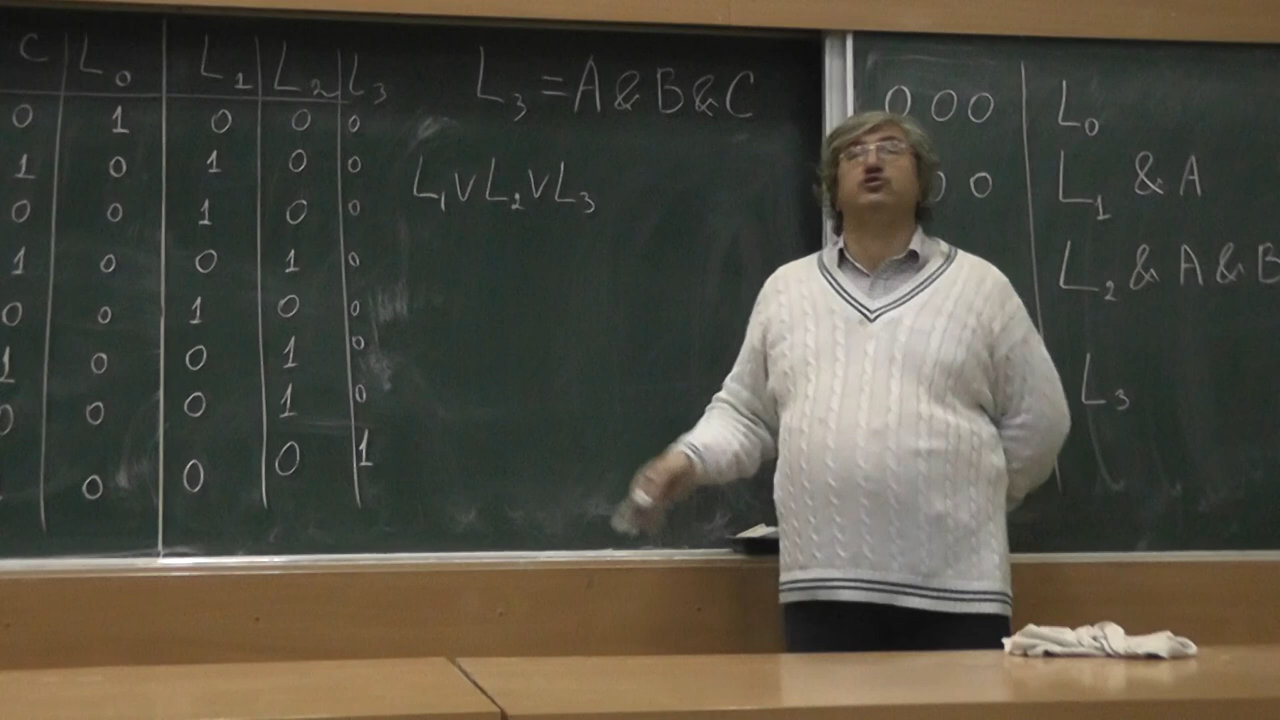 C L₀ L₁ L₂ L₃
0 1 0 0 0
1 0 1 0 0
0 0 1 0 0
1 0 0 1 0
0 0 1 0 0
1 0 0 1 0
0 0 0 1 0
0 0 0 1
L₃ = A & B & C
L₁ ∨ L₂ ∨ L₃
0 0 0 L₀
0 0 L₁ & A
L₂ & A & B
L₃